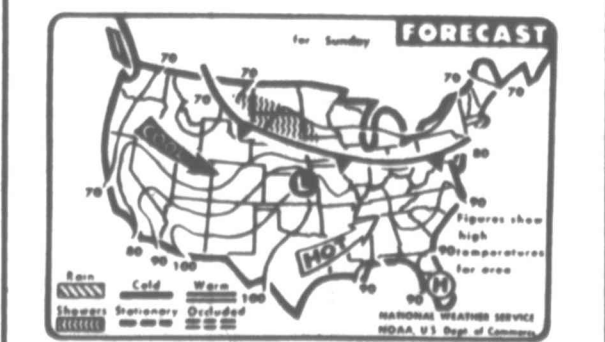 FORECAST
for Sunday
70
70
70
70
70
COOL
L
80
70
HOT
90
Figures show
high
temperatures
for area
80 90 100
100
90
90
90
H
Rain Cold Warm
Showers Stationary Occluded
NATIONAL WEATHER SERVICE
NOAA, U S Dept. of Commerce